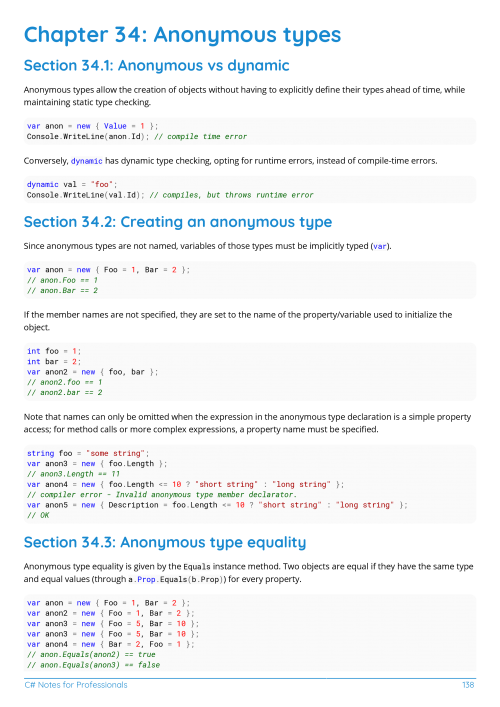 Chapter 34: Anonymous types
Section 34.1: Anonymous vs dynamic
Anonymous types allow the creation of objects without having to explicitly define their types ahead of time, while
maintaining static type checking.
var anon = new { Value = 1 };
Console.WriteLine(anon.Id); // compile time error
Conversely, dynamic has dynamic type checking, opting for runtime errors, instead of compile-time errors.
dynamic val = "foo";
Console.WriteLine(val.Id); // compiles, but throws runtime error
Section 34.2: Creating an anonymous type
Since anonymous types are not named, variables of those types must be implicitly typed (var).
var anon = new { Foo = 1, Bar = 2 };
// anon.Foo == 1
// anon.Bar == 2
If the member names are not specified, they are set to the name of the property/variable used to initialize the
object.
int foo = 1;
int bar = 2;
var anon2 = new { foo, bar };
// anon2.foo == 1
// anon2.bar == 2
Note that names can only be omitted when the expression in the anonymous type declaration is a simple property
access; for method calls or more complex expressions, a property name must be specified.
string foo = "some string";
var anon3 = new { foo.Length };
// anon3.Length == 11
var anon4 = new { foo.Length <= 10 ? "short string" : "long string" };
// compiler error - Invalid anonymous type member declarator.
var anon5 = new { Description = foo.Length <= 10 ? "short string" : "long string" };
// OK
Section 34.3: Anonymous type equality
Anonymous type equality is given by the Equals instance method. Two objects are equal if they have the same type
and equal values (through a.Prop.Equals(b.Prop)) for every property.
var anon = new { Foo = 1, Bar = 2 };
var anon2 = new { Foo = 1, Bar = 2 };
var anon3 = new { Foo = 5, Bar = 10 };
var anon3 = new { Foo = 5, Bar = 10 };
var anon4 = new { Bar = 2, Foo = 1 };
// anon.Equals(anon2) == true
// anon.Equals(anon3) == false
C# Notes for Professionals
138